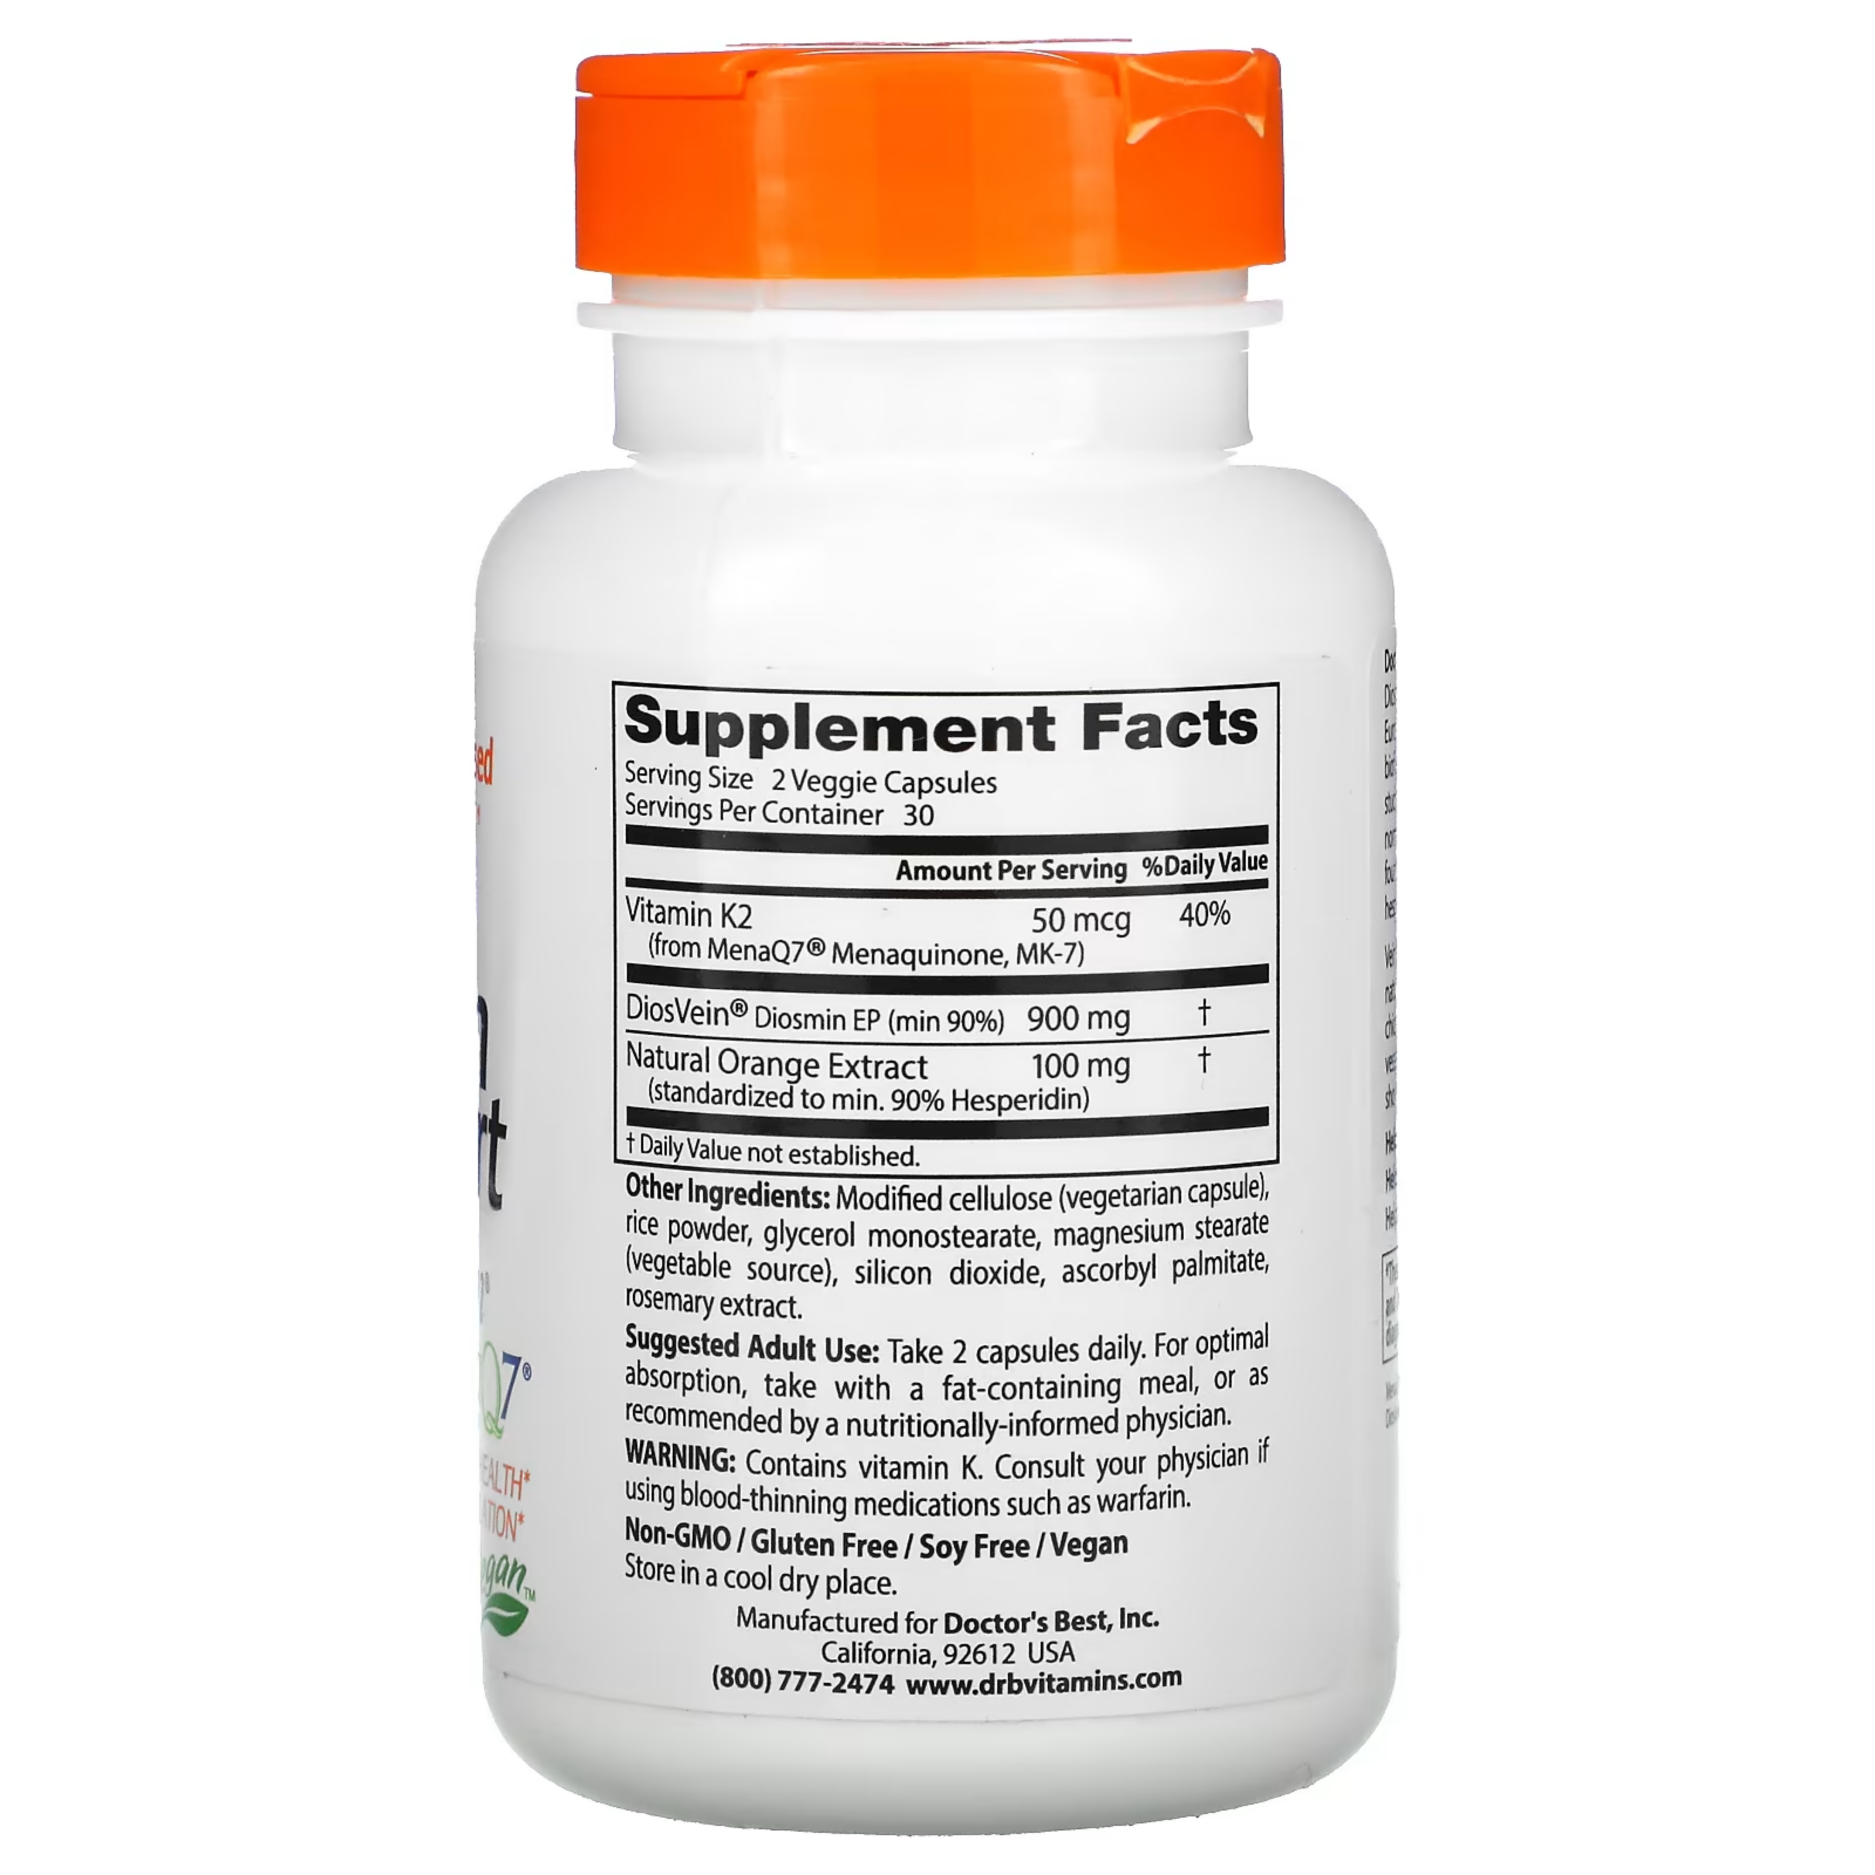 Supplement Facts
Serving Size 2 Veggie Capsules
Servings Per Container 30
Amount Per Serving %Daily Value
Vitamin K2 50 mcg 40%
(from MenaQ7® Menaquinone, MK-7)
DiosVein® Diosmin EP (min 90%) 900 mg †
Natural Orange Extract 100 mg †
(standardized to min. 90% Hesperidin)
† Daily Value not established.
Other Ingredients: Modified cellulose (vegetarian capsule),
rice powder, glycerol monostearate, magnesium stearate
(vegetable source), silicon dioxide, ascorbyl palmitate,
rosemary extract.
Suggested Adult Use: Take 2 capsules daily. For optimal
absorption, take with a fat-containing meal, or as
recommended by a nutritionally-informed physician.
WARNING: Contains vitamin K. Consult your physician if
using blood-thinning medications such as warfarin.
Non-GMO / Gluten Free / Soy Free / Vegan
Store in a cool dry place.
Manufactured for Doctor's Best, Inc.
California, 92612 USA
(800) 777-2474 www.drbvitamins.com